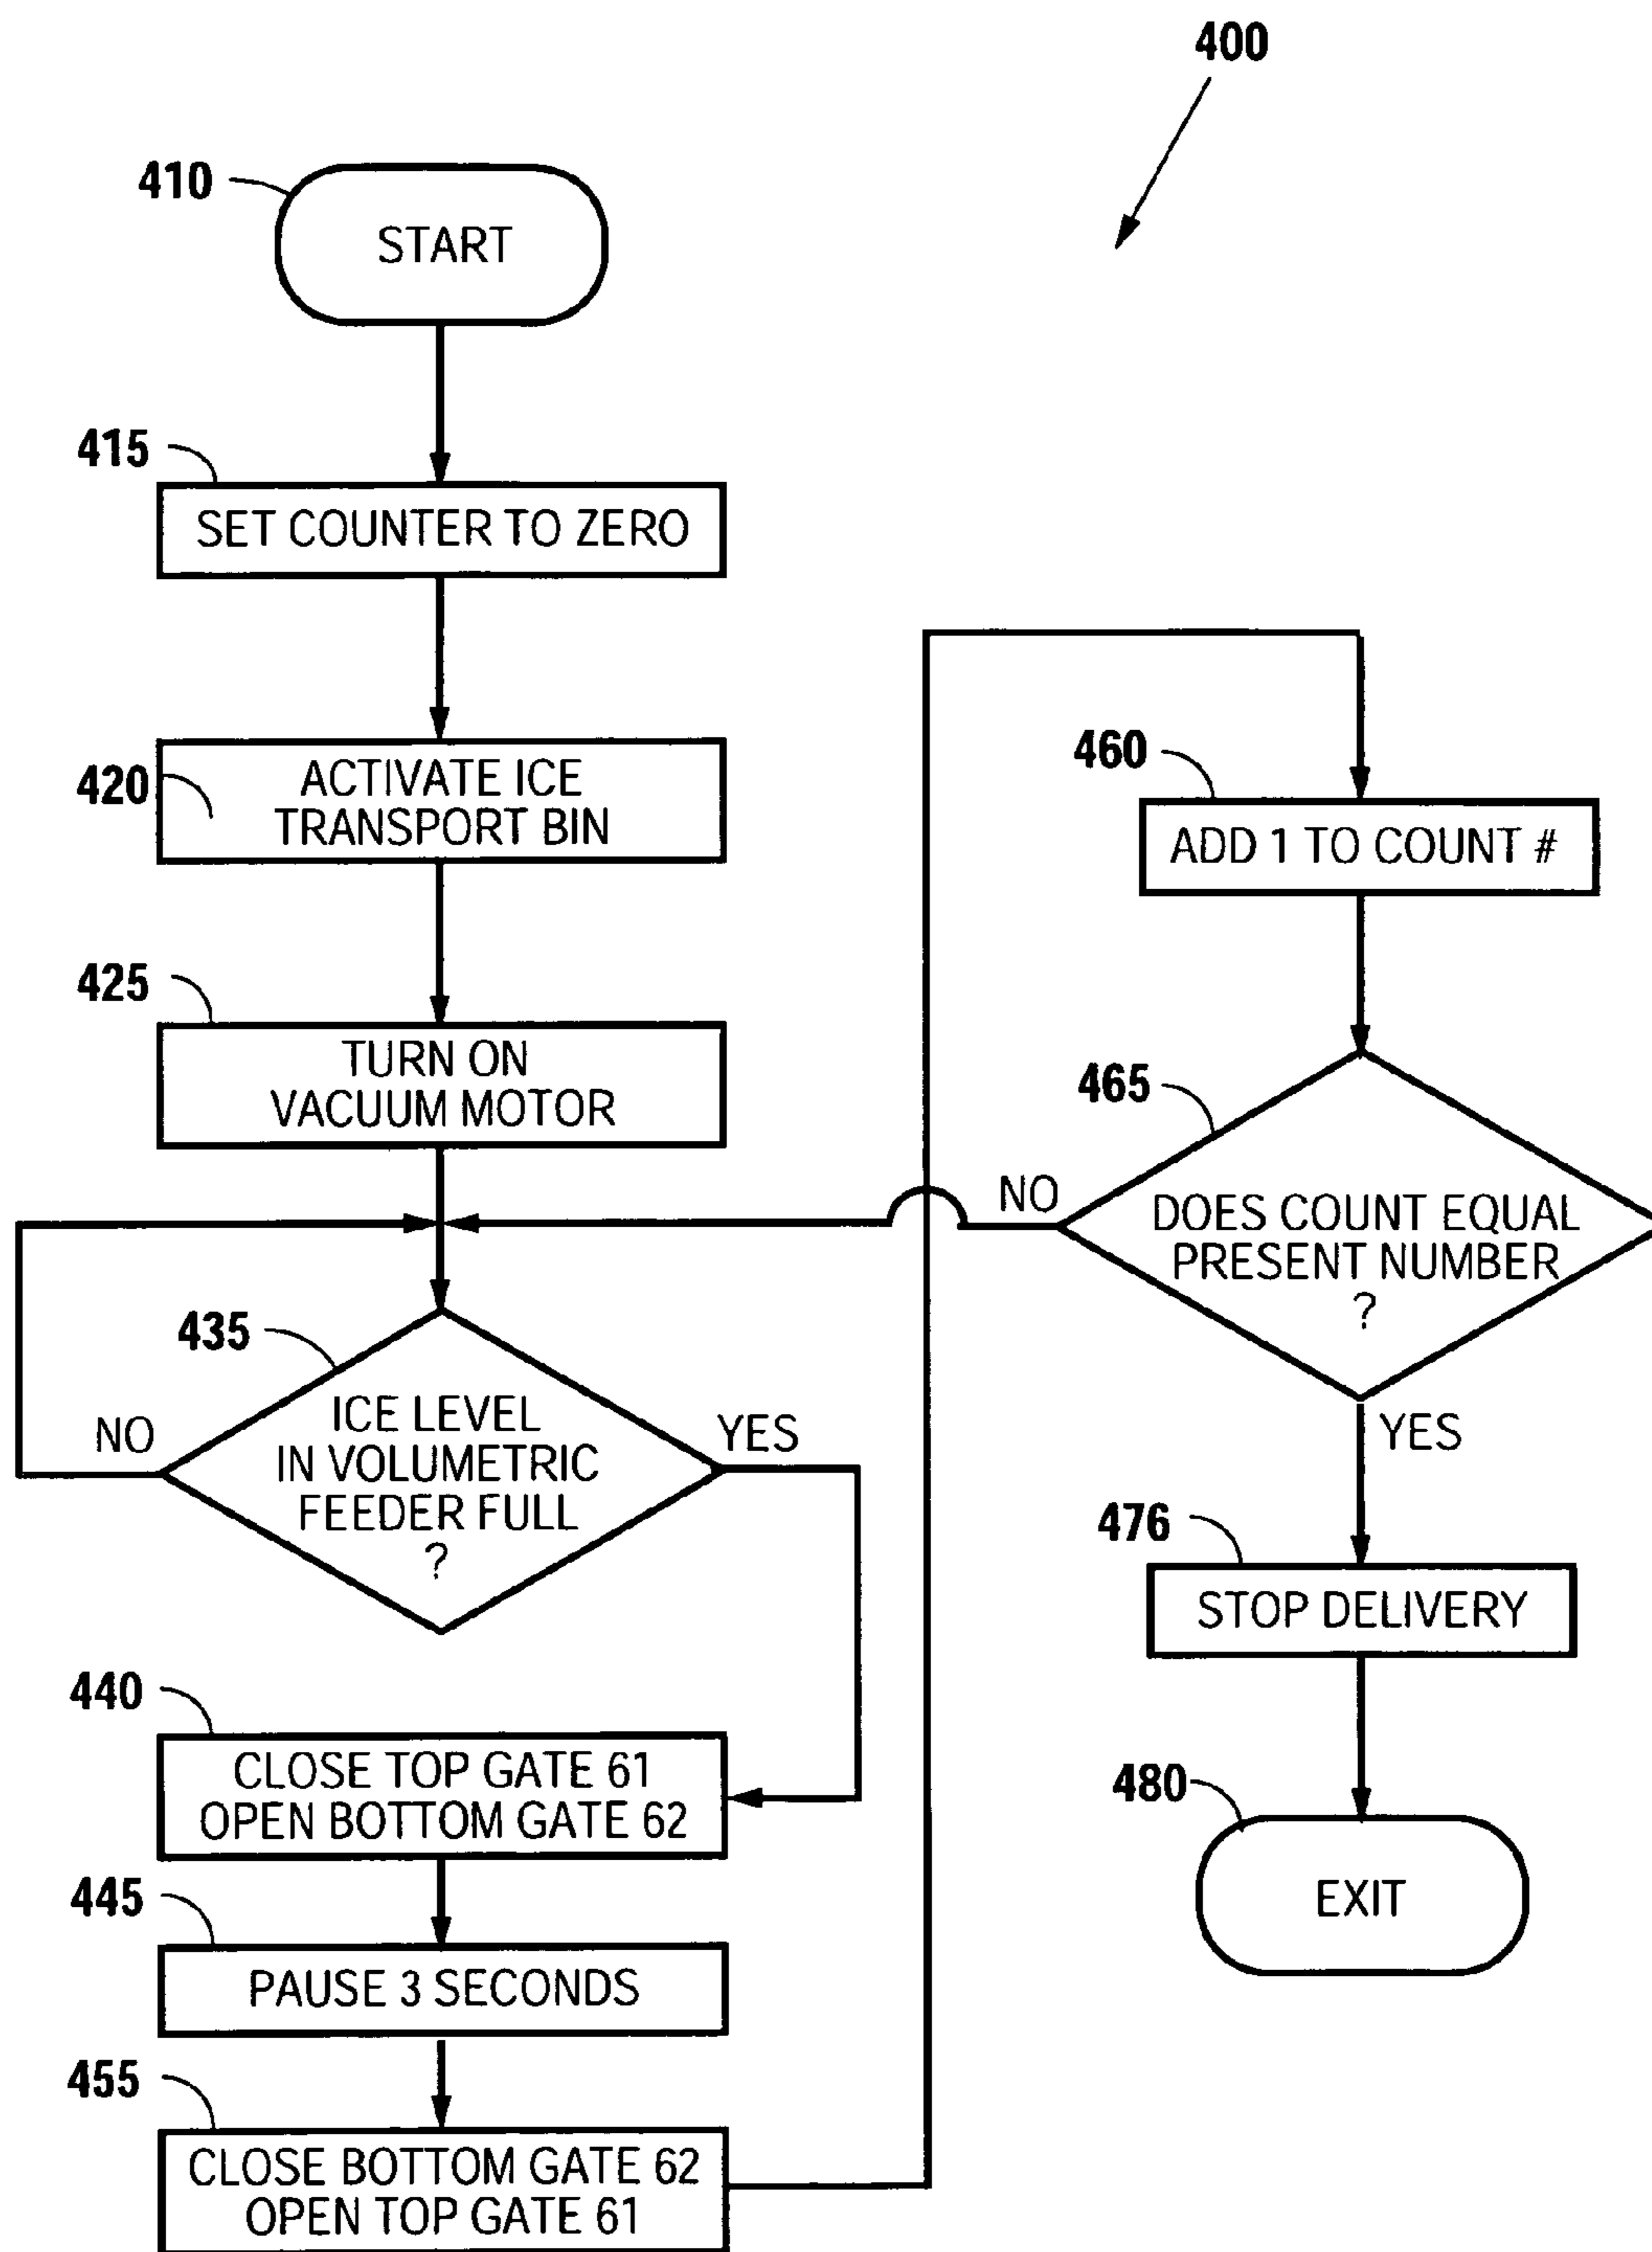 400
410
START
415
SET COUNTER TO ZERO
420
ACTIVATE ICE
TRANSPORT BIN
425
TURN ON
VACUUM MOTOR
435
ICE LEVEL
IN VOLUMETRIC
FEEDER FULL
?
NO
YES
440
CLOSE TOP GATE 61
OPEN BOTTOM GATE 62
445
PAUSE 3 SECONDS
455
CLOSE BOTTOM GATE 62
OPEN TOP GATE 61
460
ADD 1 TO COUNT #
465
DOES COUNT EQUAL
PRESENT NUMBER
?
NO
YES
476
STOP DELIVERY
480
EXIT